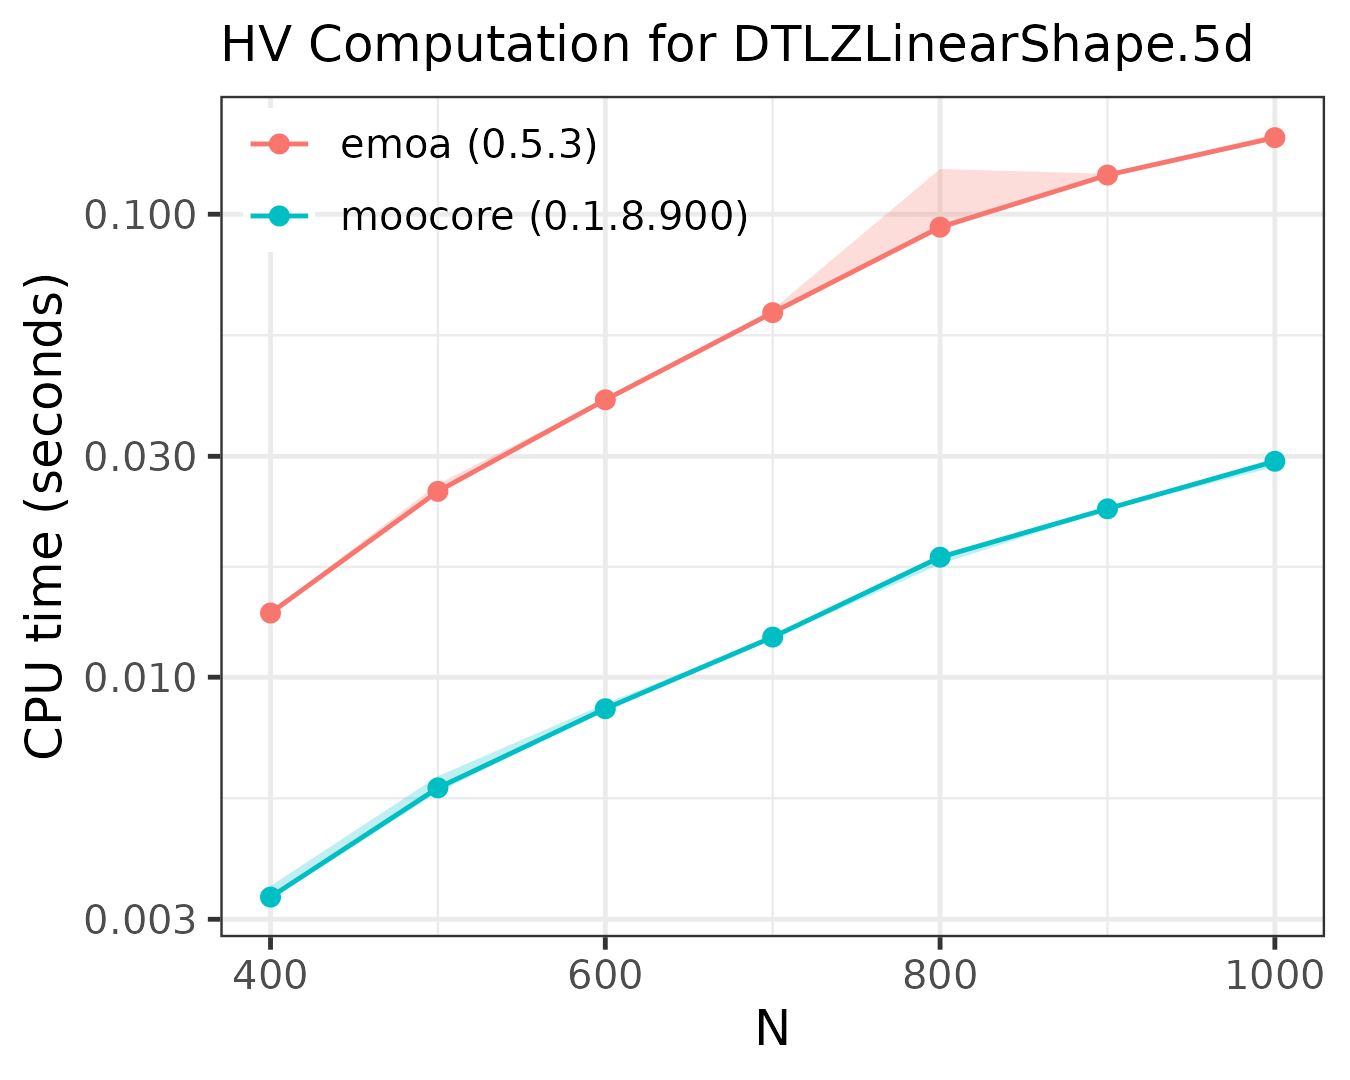 HV Computation for DTLZLinearShape.5d
emoa (0.5.3)
moocore (0.1.8.900)
CPU time (seconds)
0.100
0.030
0.010
0.003
400 600 800 1000
N